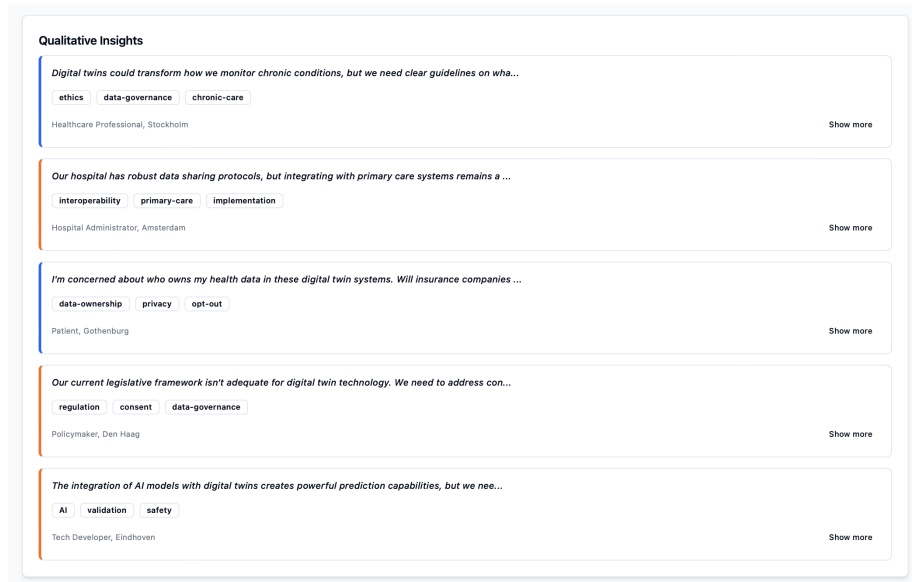 Qualitative Insights
Digital twins could transform how we monitor chronic conditions, but we need clear guidelines on wha...
ethics data-governance chronic-care
Healthcare Professional, Stockholm Show more
Our hospital has robust data sharing protocols, but integrating with primary care systems remains a ...
interoperability primary-care implementation
Hospital Administrator, Amsterdam Show more
I'm concerned about who owns my health data in these digital twin systems. Will insurance companies ...
data-ownership privacy opt-out
Patient, Gothenburg Show more
Our current legislative framework isn't adequate for digital twin technology. We need to address con...
regulation consent data-governance
Policymaker, Den Haag Show more
The integration of AI models with digital twins creates powerful prediction capabilities, but we nee...
AI validation safety
Tech Developer, Eindhoven Show more